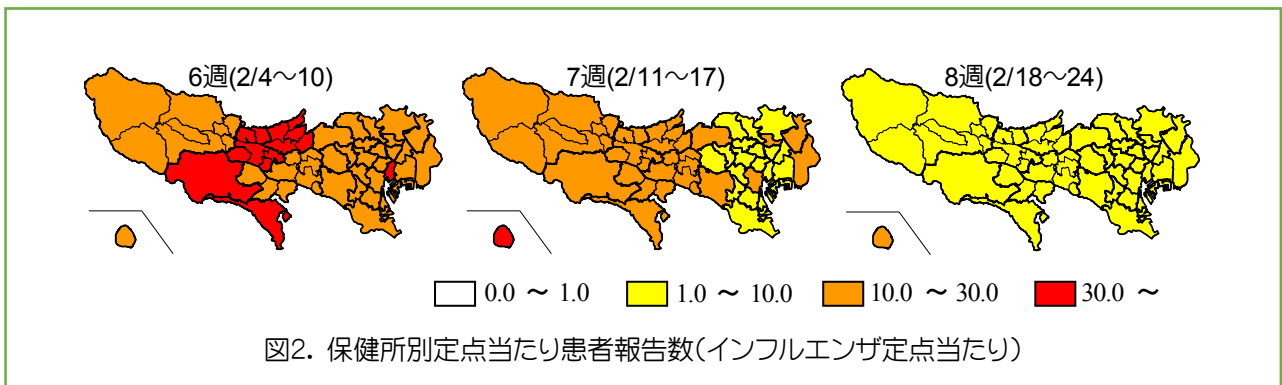 6週(2/4～10)
7週(2/11～17)
8週(2/18～24)
0.0 ～ 1.0
1.0 ～ 10.0
10.0 ～ 30.0
30.0 ～
図2. 保健所別定点当たり患者報告数(インフルエンザ定点当たり)